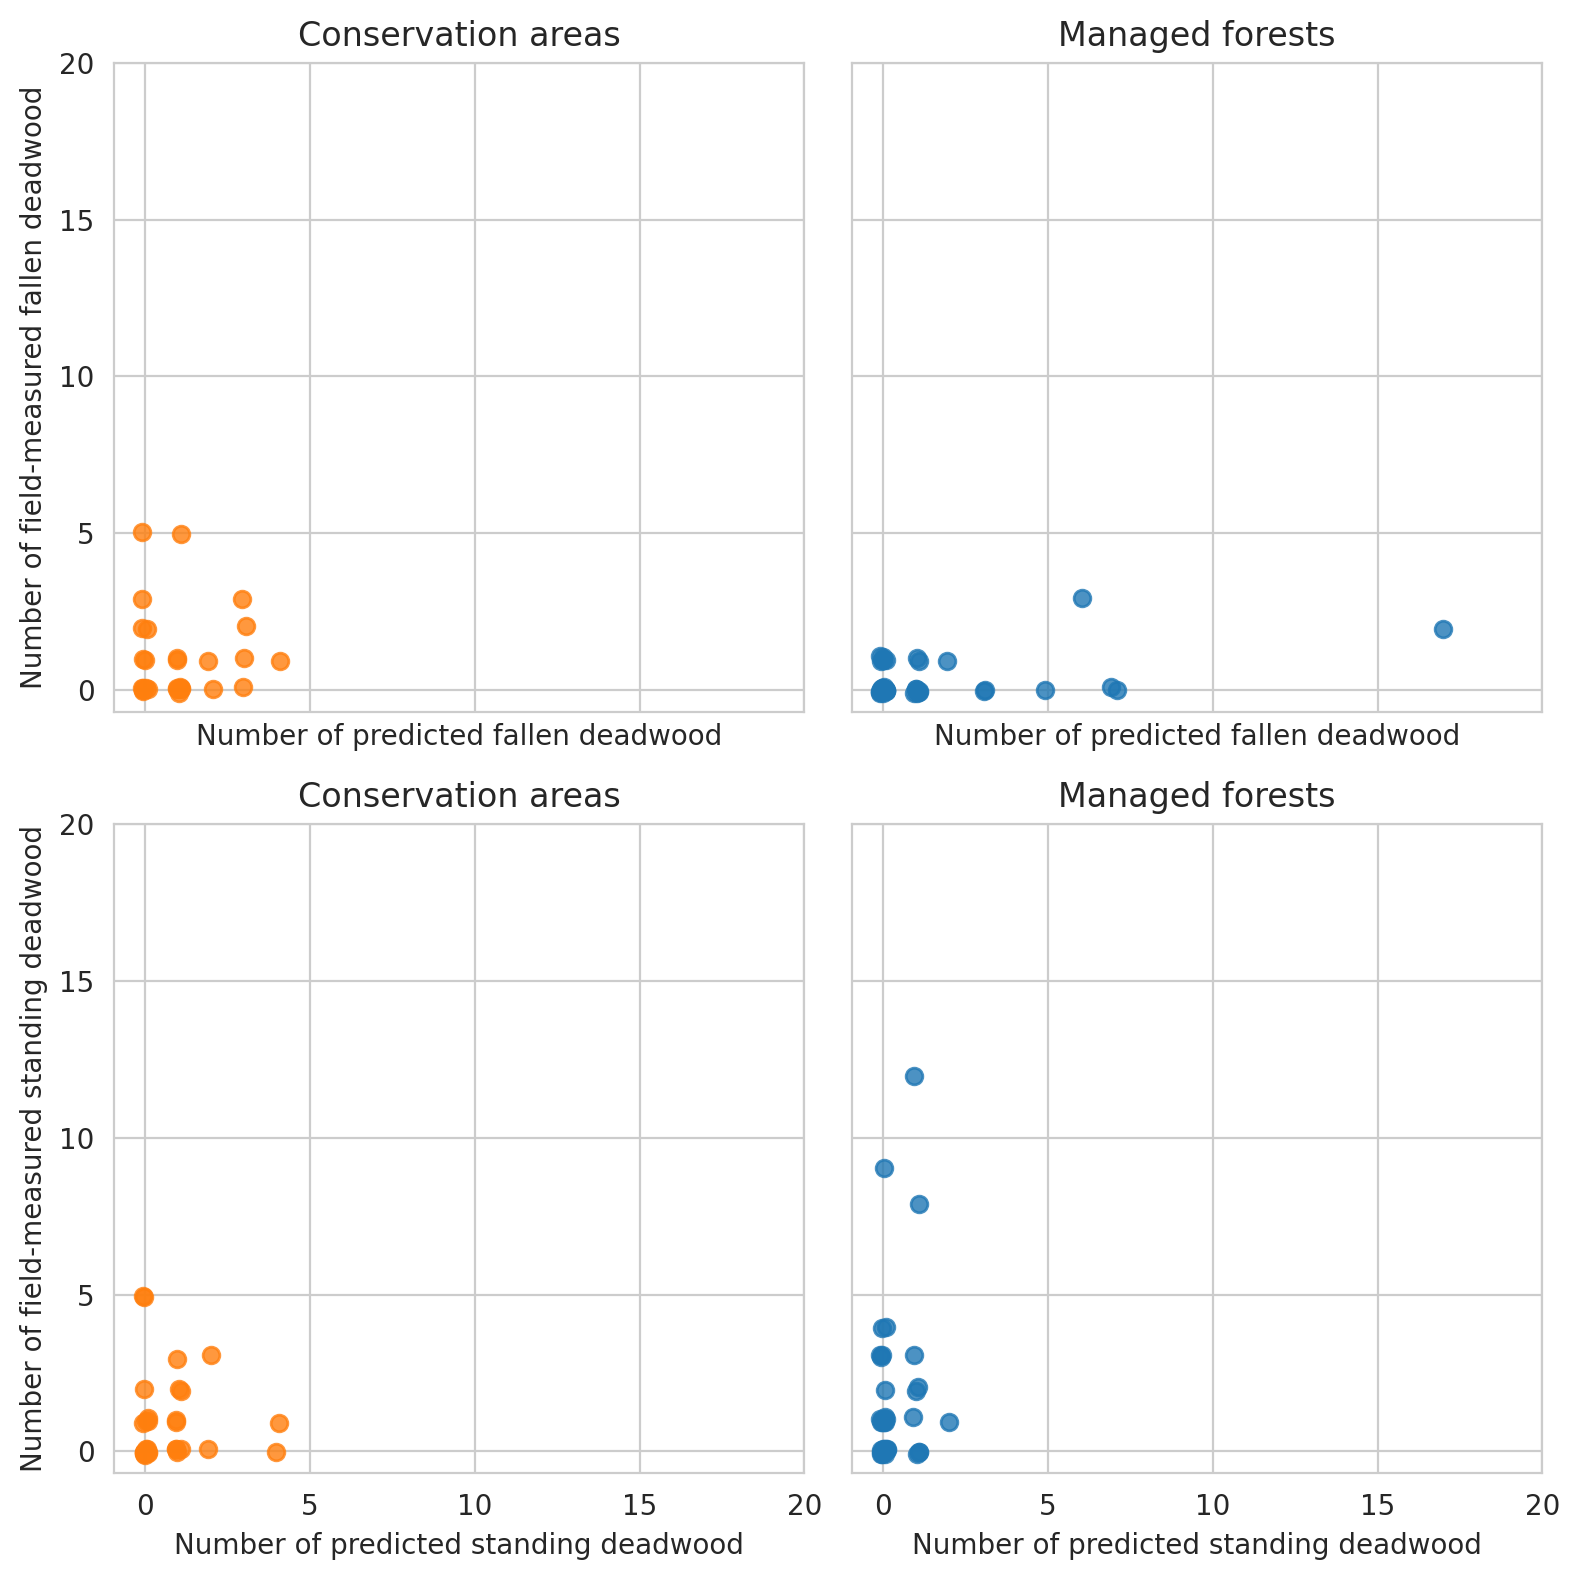 Conservation areas
Managed forests
20
15
10
5
0
Number of field-measured fallen deadwood
Number of predicted fallen deadwood
Number of predicted fallen deadwood
Conservation areas
Managed forests
20
15
10
5
0
Number of field-measured standing deadwood
0 5 10 15 20
0 5 10 15 20
Number of predicted standing deadwood
Number of predicted standing deadwood